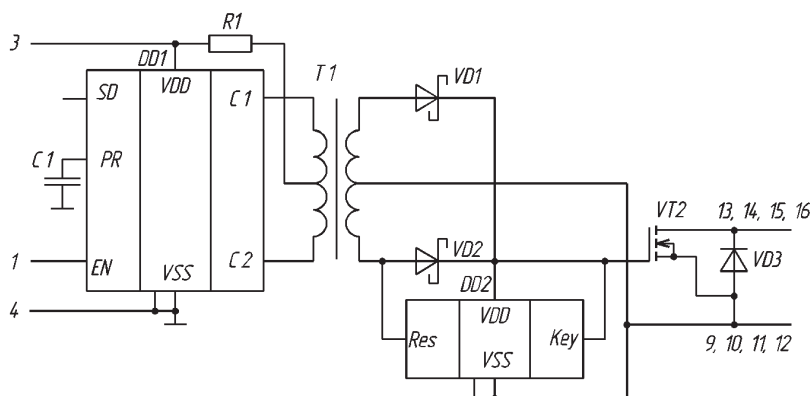 R1
3
DD1
VDD
SD
C1
T1
VD1
C1
PR
VT2
13, 14, 15, 16
1
EN
VSS
C2
VD2
VD3
DD2
4
VDD
Res
Key
VSS
9, 10, 11, 12